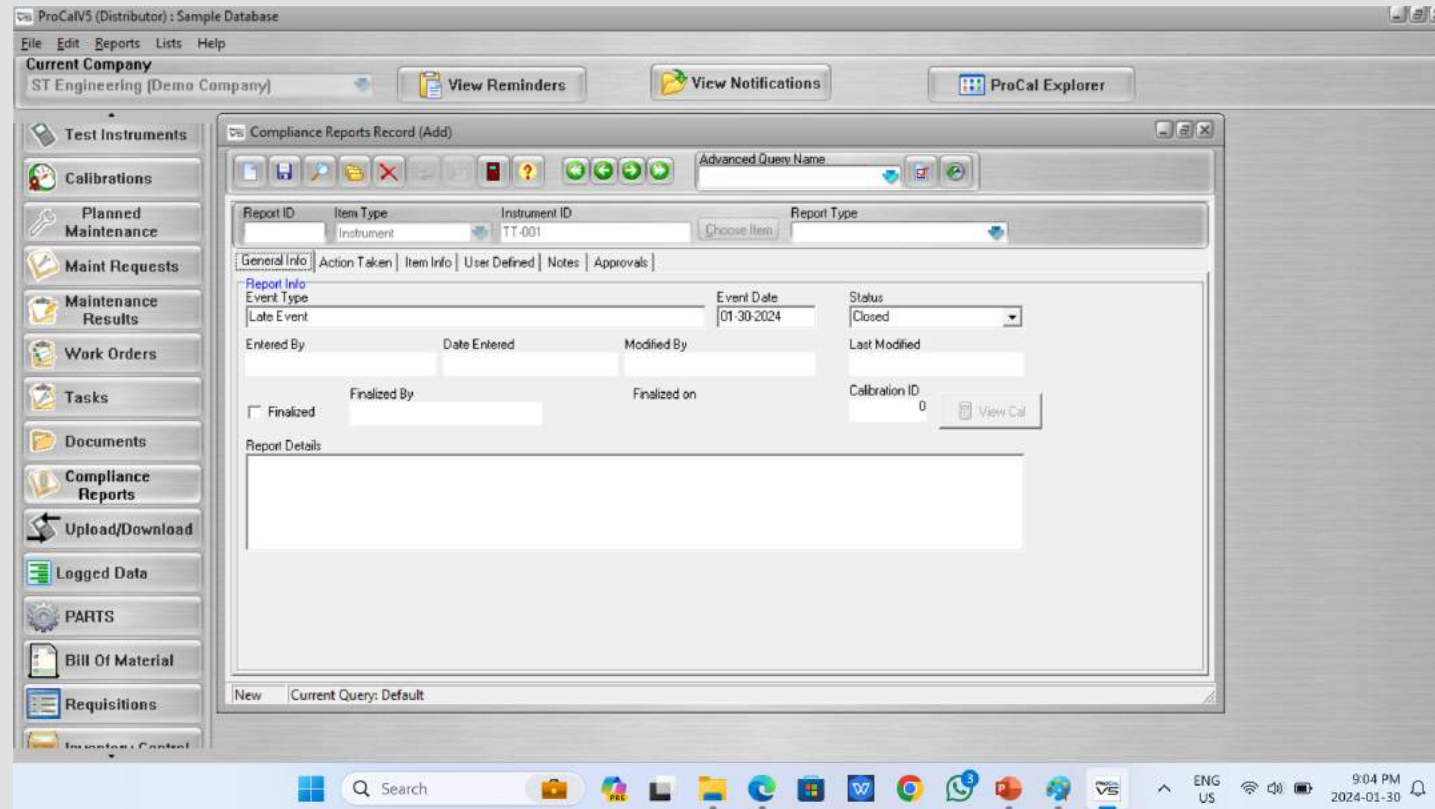 ProCalV5 (Distributor) : Sample Database
File Edit Reports Lists Help
Current Company
ST Engineering (Demo Company)
View Reminders
View Notifications
ProCal Explorer
Test Instruments
Calibrations
Planned
Maintenance
Maint Requests
Maintenance
Results
Work Orders
Tasks
Documents
Compliance
Reports
Upload/Download
Logged Data
PARTS
Bill Of Material
Requisitions
Inventory Control
Compliance Reports Record (Add)
Advanced Query Name
Report ID Item Type Instrument ID Report Type
Instrument TT-001 Choose Item
General Info Action Taken Item Info User Defined Notes Approvals
Report Info
Event Type Event Date Status
Late Event 01-30-2024 Closed
Entered By Date Entered Modified By Last Modified
Finalized By Finalized on Calibration ID
Finalized 0 View Cal
Report Details
New Current Query: Default
Search
PRE
3
ENG
US
9:04 PM
2024-01-30